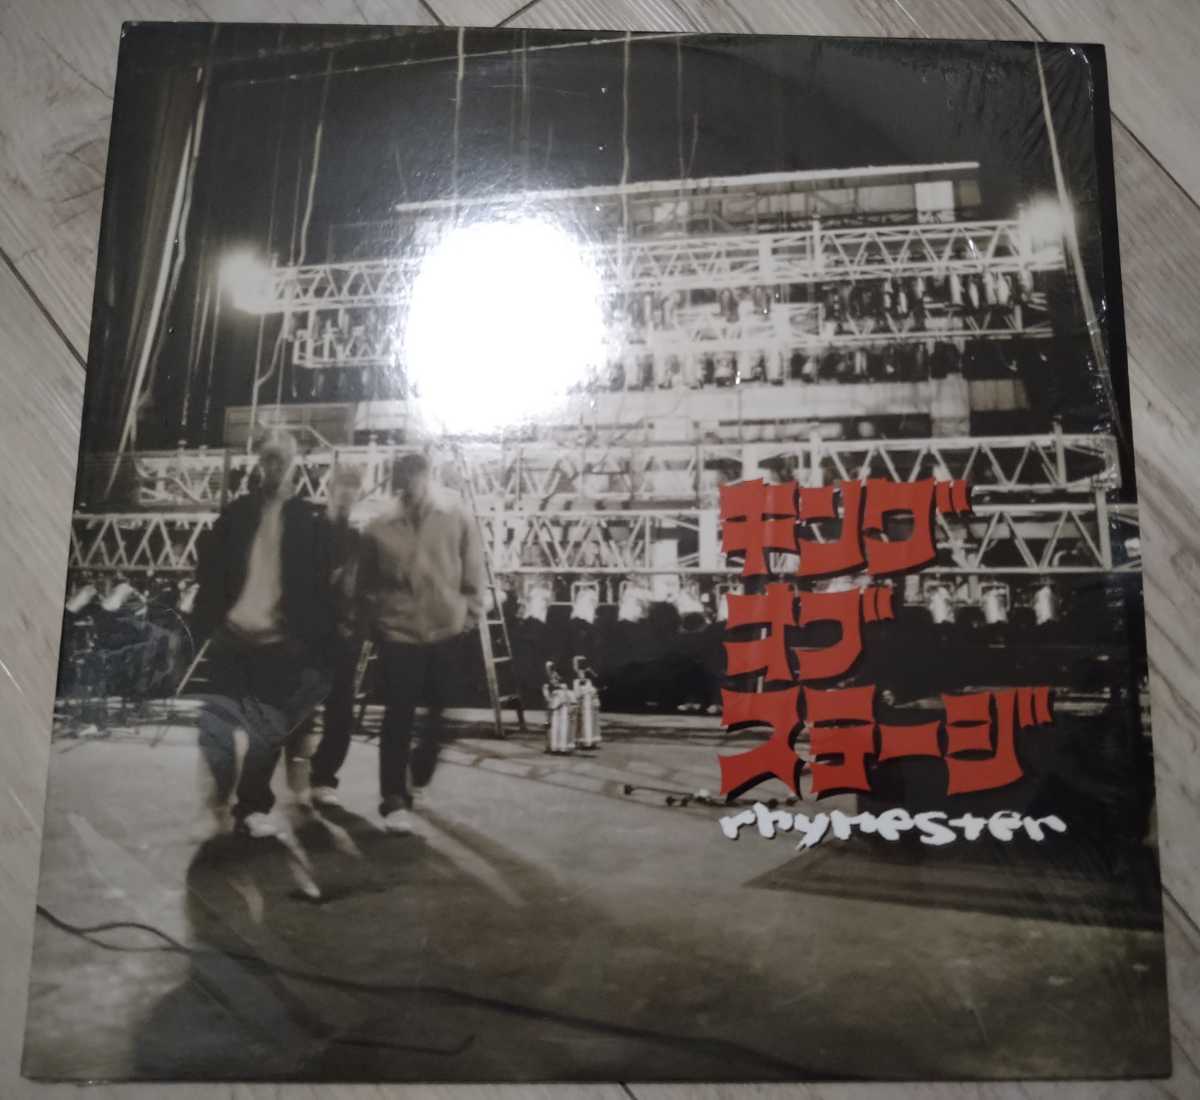 キング
オブ
ステージ
rhymester